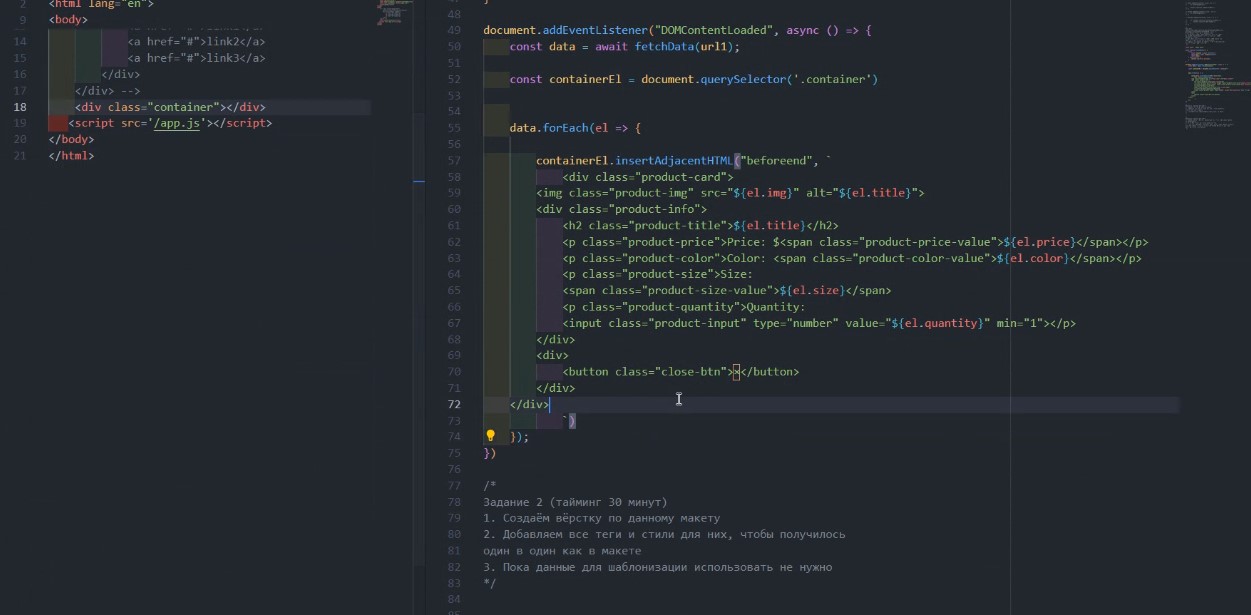 2 <html lang="en">
9 <body>
14 <a href="#">link2</a>
15 <a href="#">link3</a>
16 </div>
17 </div> -->
18 <div class="container"></div>
19 <script src='/app.js'></script>
20 </body>
21 </html>
48
49 document.addEventListener("DOMContentLoaded", async () => {
50 const data = await fetchData(url1);
51
52 const containerEl = document.querySelector('.container')
53
54
55 data.forEach(el => {
56
57 containerEl.insertAdjacentHTML("beforeend", `
58 <div class="product-card">
59 <img class="product-img" src="${el.img}" alt="${el.title}">
60 <div class="product-info">
61 <h2 class="product-title">${el.title}</h2>
62 <p class="product-price">Price: $<span class="product-price-value">${el.price}</span></p>
63 <p class="product-color">Color: <span class="product-color-value">${el.color}</span></p>
64 <p class="product-size">Size:
65 <span class="product-size-value">${el.size}</span>
66 <p class="product-quantity">Quantity:
67 <input class="product-input" type="number" value="${el.quantity}" min="1"></p>
68 </div>
69 <div>
70 <button class="close-btn">×</button>
71 </div>
72 </div>
73 `)
74 });
75 })
76
77 /*
78 Задание 2 (тайминг 30 минут)
79 1. Создаём вёрстку по данному макету
80 2. Добавляем все теги и стили для них, чтобы получилось
81 один в один как в макете
82 3. Пока данные для шаблонизации использовать не нужно
83 */
84